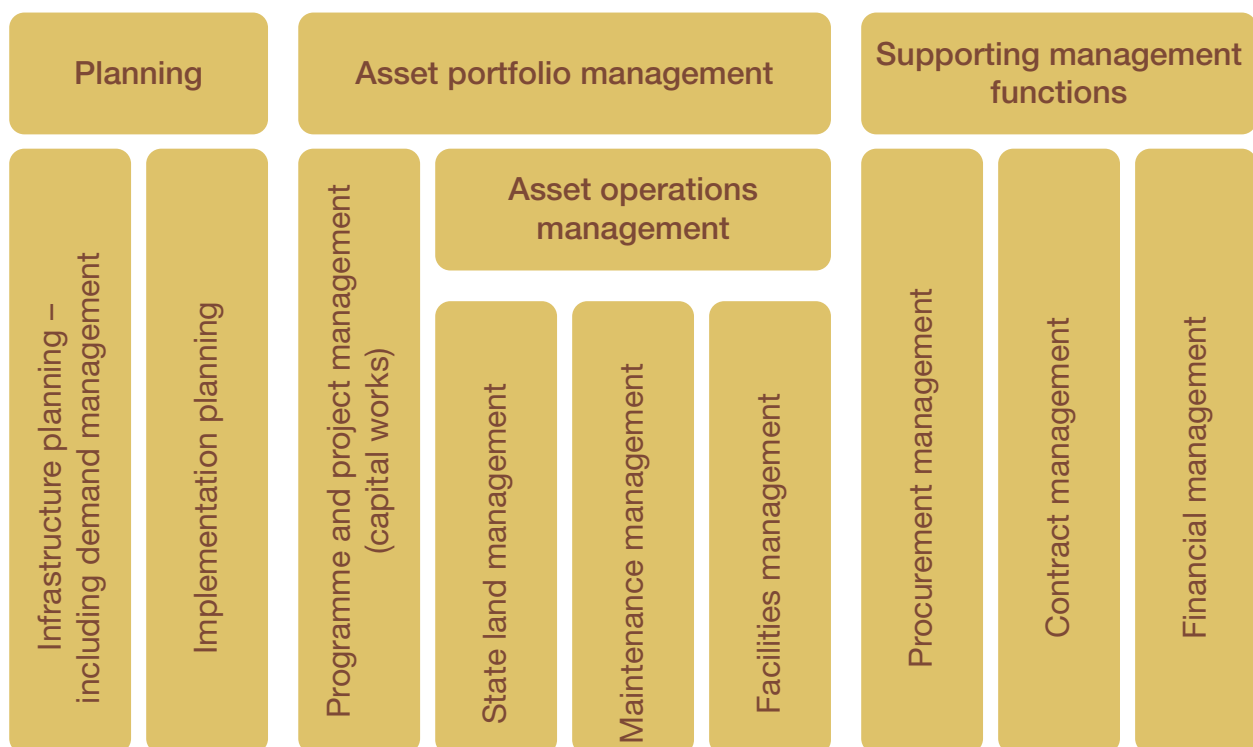 Planning
Asset portfolio management
Supporting management
functions
Infrastructure planning –
including demand management
Implementation planning
Programme and project management
(capital works)
Asset operations
management
State land management
Maintenance management
Facilities management
Procurement management
Contract management
Financial management